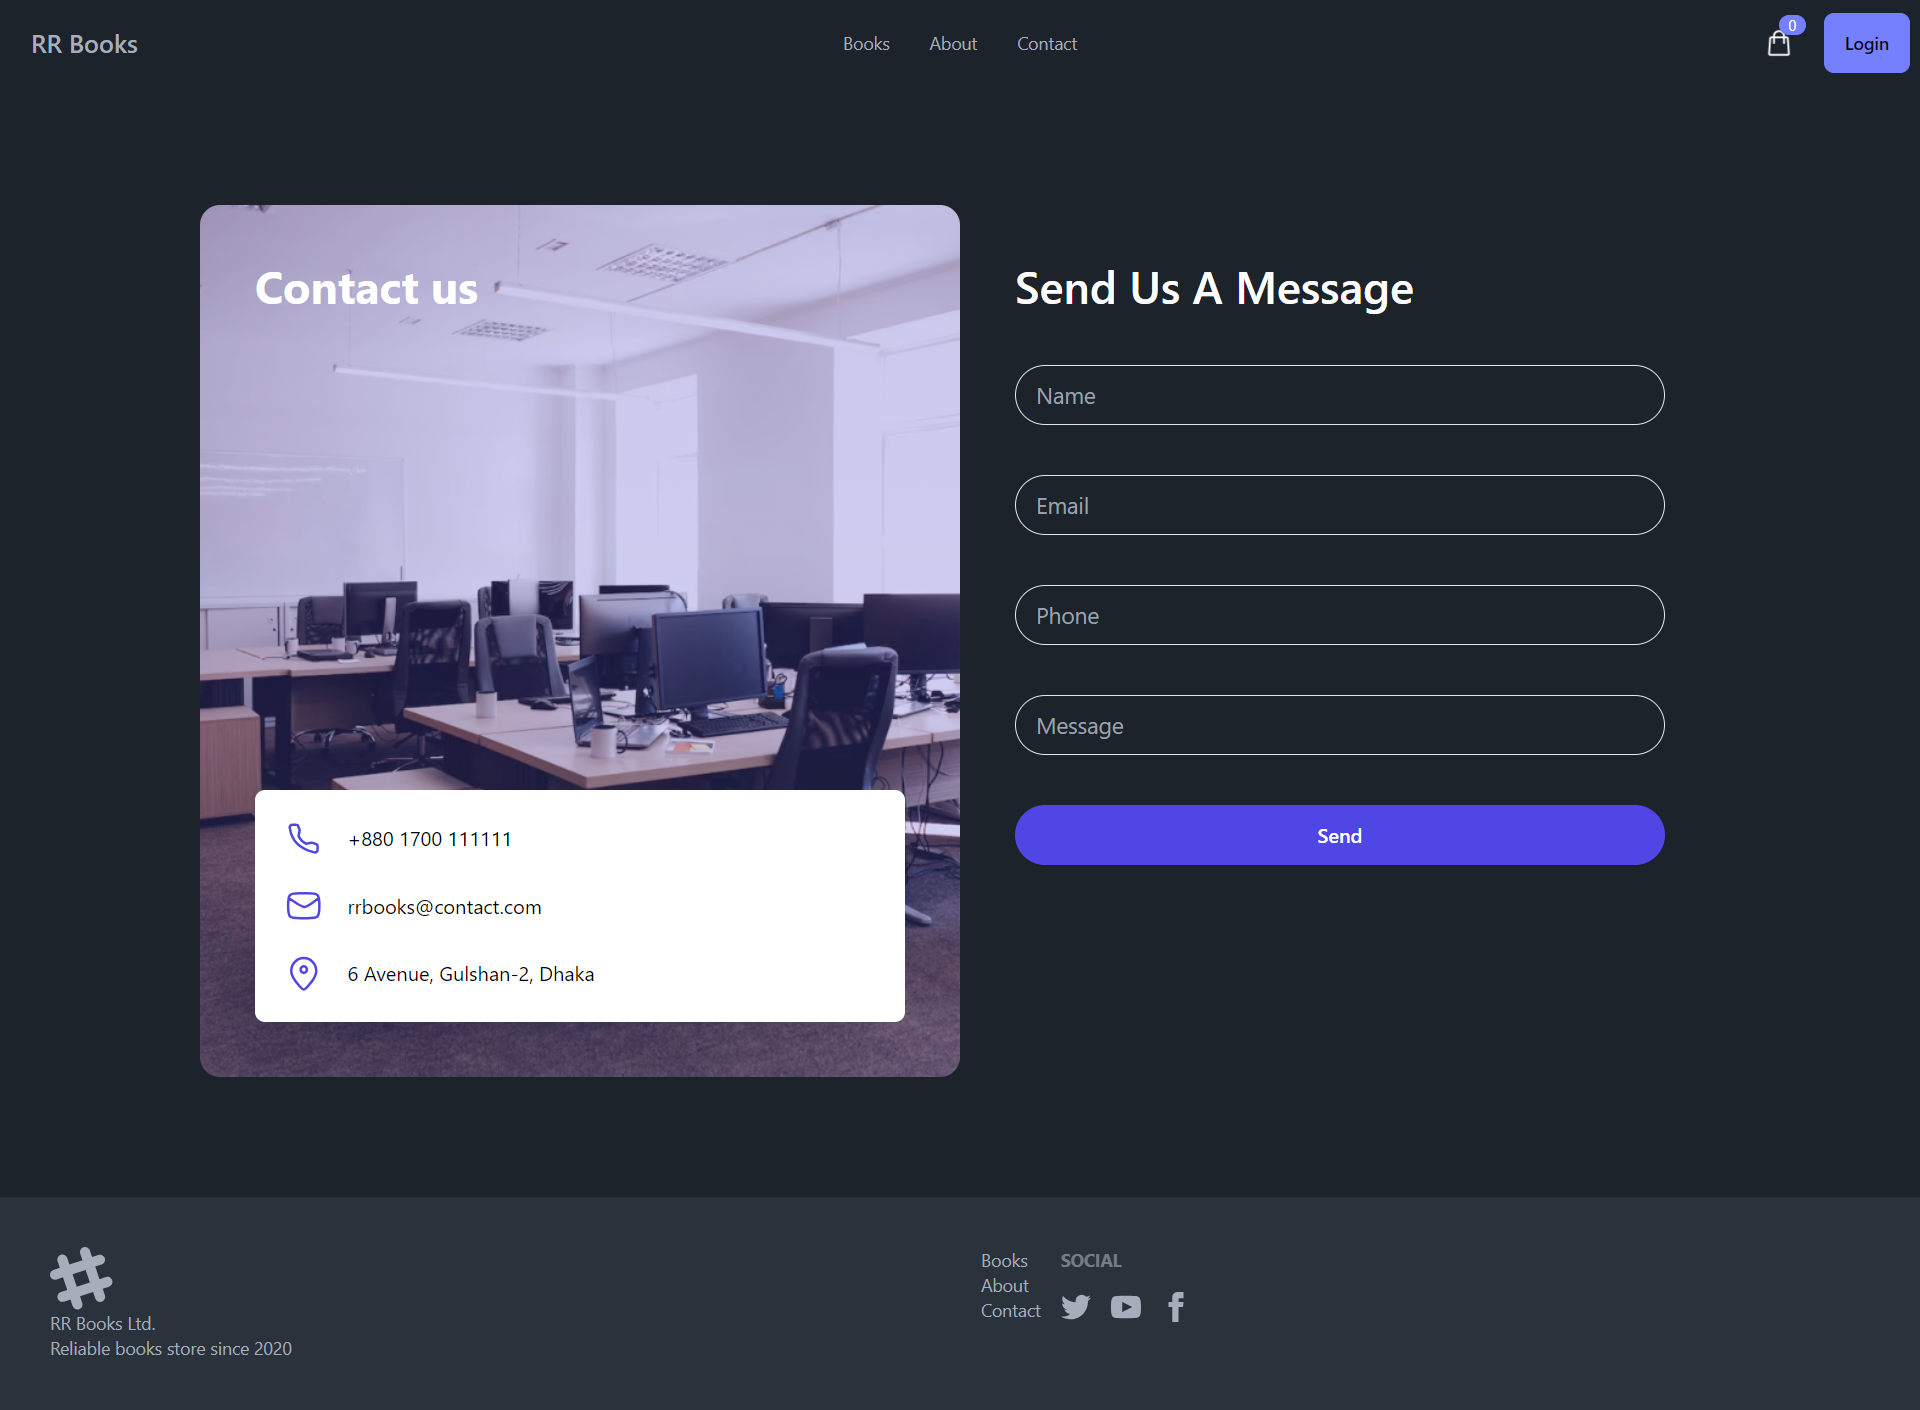 RR Books
Books
About
Contact
0
Login
Contact us
+880 1700 111111
rrbooks@contact.com
6 Avenue, Gulshan-2, Dhaka
Send Us A Message
Name
Email
Phone
Message
Send
RR Books Ltd.
Reliable books store since 2020
Books
About
Contact
SOCIAL